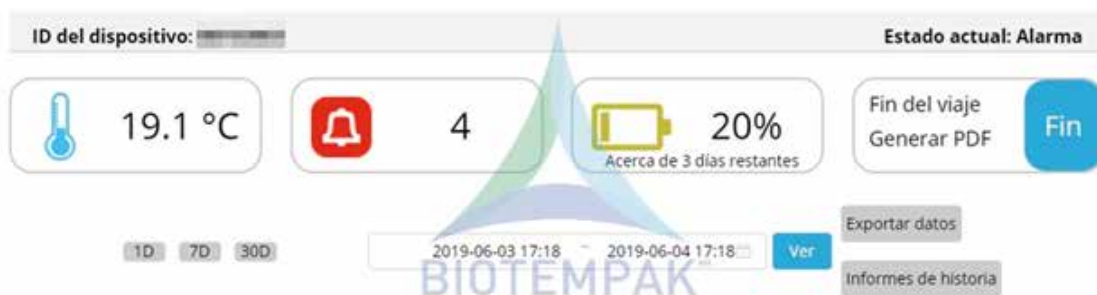 ID del dispositivo:
Estado actual: Alarma
19.1 °C
4
20%
Acerca de 3 días restantes
Fin del viaje
Generar PDF
Fin
1D 7D 30D
2019-06-03 17:18 ~ 2019-06-04 17:18
Ver
Exportar datos
Informes de historia
BIOTEMPAK